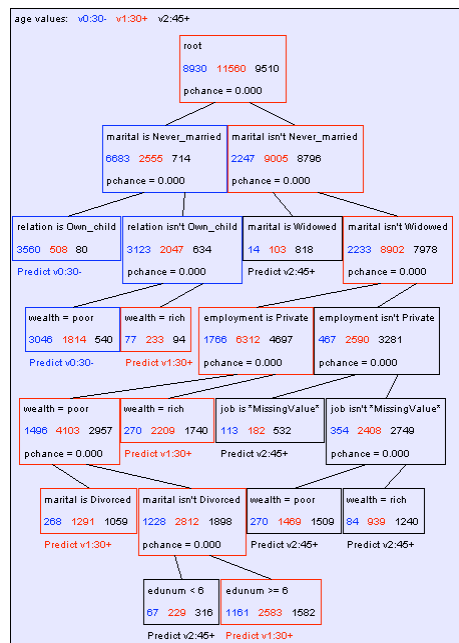 age values: v0:30- v1:30+ v2:45+
root
8930 11560 9510
pchance = 0.000
marital is Never_married
6683 2555 714
pchance = 0.000
marital isn't Never_married
2247 9005 8796
pchance = 0.000
relation is Own_child
3560 508 80
Predict v0:30-
relation isn't Own_child
3123 2047 634
pchance = 0.000
marital is Widowed
14 103 818
Predict v2:45+
marital isn't Widowed
2233 8902 7978
pchance = 0.000
wealth = poor
3046 1814 540
Predict v0:30-
wealth = rich
77 233 94
Predict v1:30+
employment is Private
1766 6312 4697
pchance = 0.000
employment isn't Private
467 2590 3281
pchance = 0.000
wealth = poor
1496 4103 2957
pchance = 0.000
wealth = rich
270 2209 1740
Predict v1:30+
job is *MissingValue*
113 182 532
Predict v2:45+
job isn't *MissingValue*
354 2408 2749
pchance = 0.000
marital is Divorced
268 1291 1059
Predict v1:30+
marital isn't Divorced
1228 2812 1898
pchance = 0.000
wealth = poor
270 1469 1509
Predict v2:45+
wealth = rich
84 939 1240
Predict v2:45+
edunum < 6
67 229 316
Predict v2:45+
edunum >= 6
1161 2583 1582
Predict v1:30+